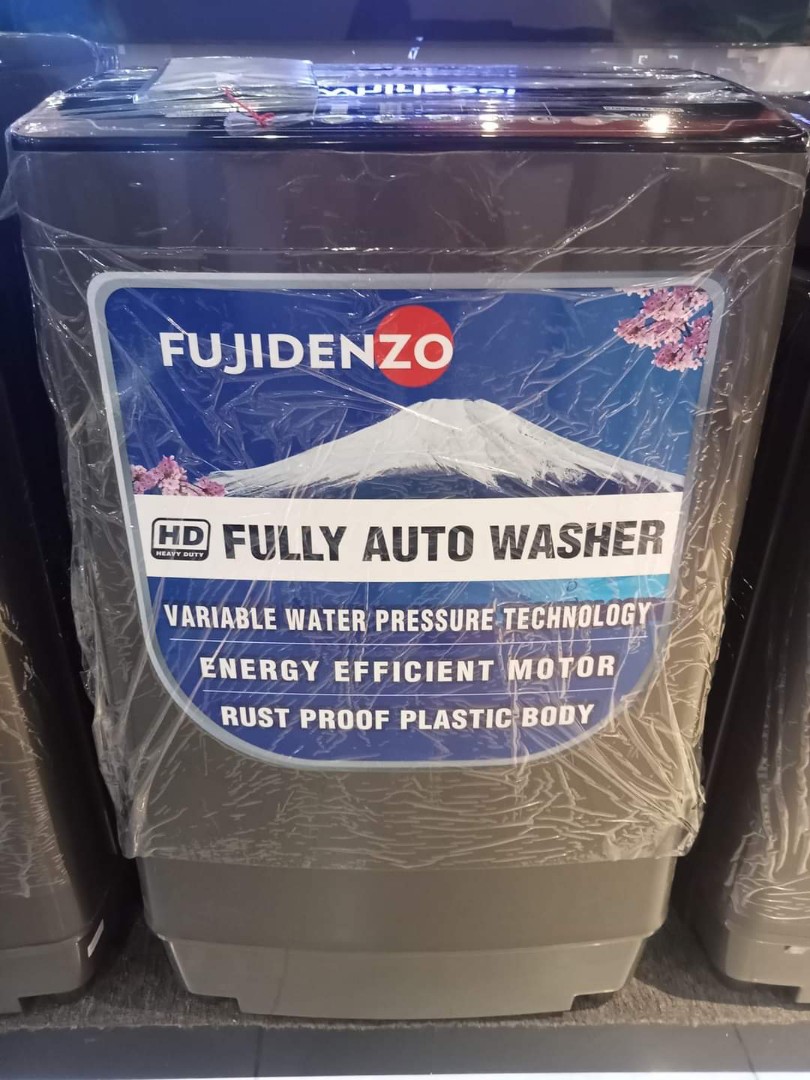 FUJIDENZO
HD
HEAVY DUTY
FULLY AUTO WASHER
VARIABLE WATER PRESSURE TECHNOLOGY
ENERGY EFFICIENT MOTOR
RUST PROOF PLASTIC BODY